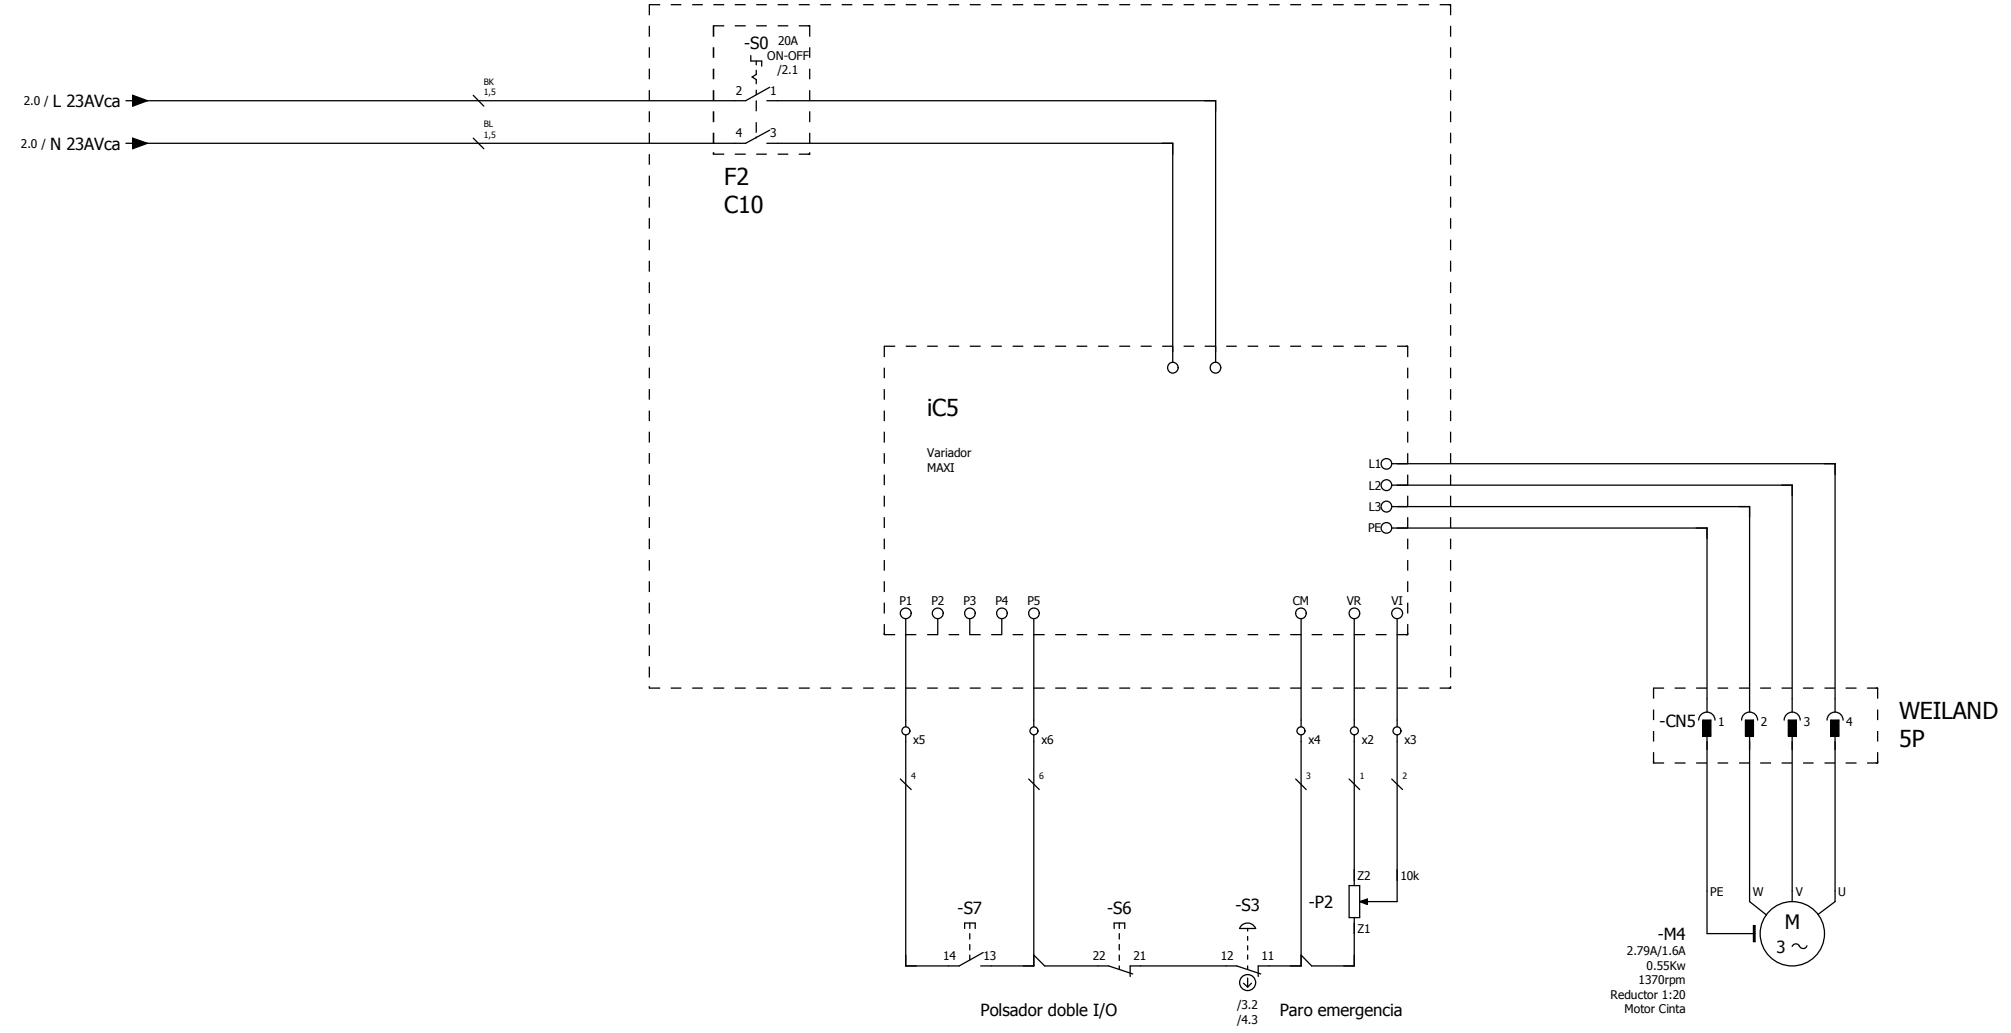 -S0 20A
ON-OFF
/2.1
BK
1,5
2.0 / L 23AVca
2 1
BL
1,5
2.0 / N 23AVca
4 3
F2
C10
iC5
Variador
MAXI
L1
L2
L3
PE
P1 P2 P3 P4 P5 CM VR VI
-CN5 1 2 3 4
WEILAND
5P
x5 x6 x4 x2 x3
4 6 3 1 2
Z2 10k
PE W V U
-S7 -S6 -S3 -P2
Z1
M
3 ~
14 13 22 21 12 11
-M4
2.79A/1.6A
0.55Kw
1370rpm
Reductor 1:20
Motor Cinta
Polsador doble I/O
/3.2
/4.3
Paro emergencia